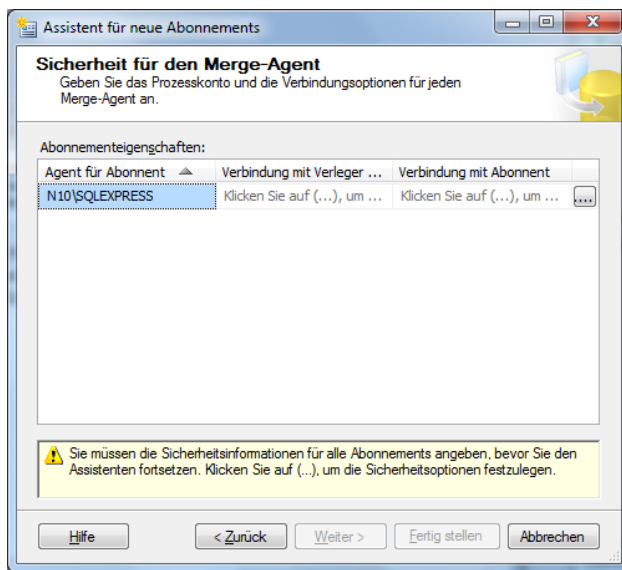 Assistent für neue Abonnements
Sicherheit für den Merge-Agent
Geben Sie das Prozesskonto und die Verbindungsoptionen für jeden
Merge-Agent an.
Abonnementeigenschaften:
Agent für Abonnent Verbindung mit Verleger ... Verbindung mit Abonnent
N10\SQLEXPRESS Klicken Sie auf (...), um ... Klicken Sie auf (...), um ... ....
Sie müssen die Sicherheitsinformationen für alle Abonnements angeben, bevor Sie den
Assistenten fortsetzen. Klicken Sie auf (...), um die Sicherheitsoptionen festzulegen.
Hilfe < Zurück Weiter > Fertig stellen Abbrechen